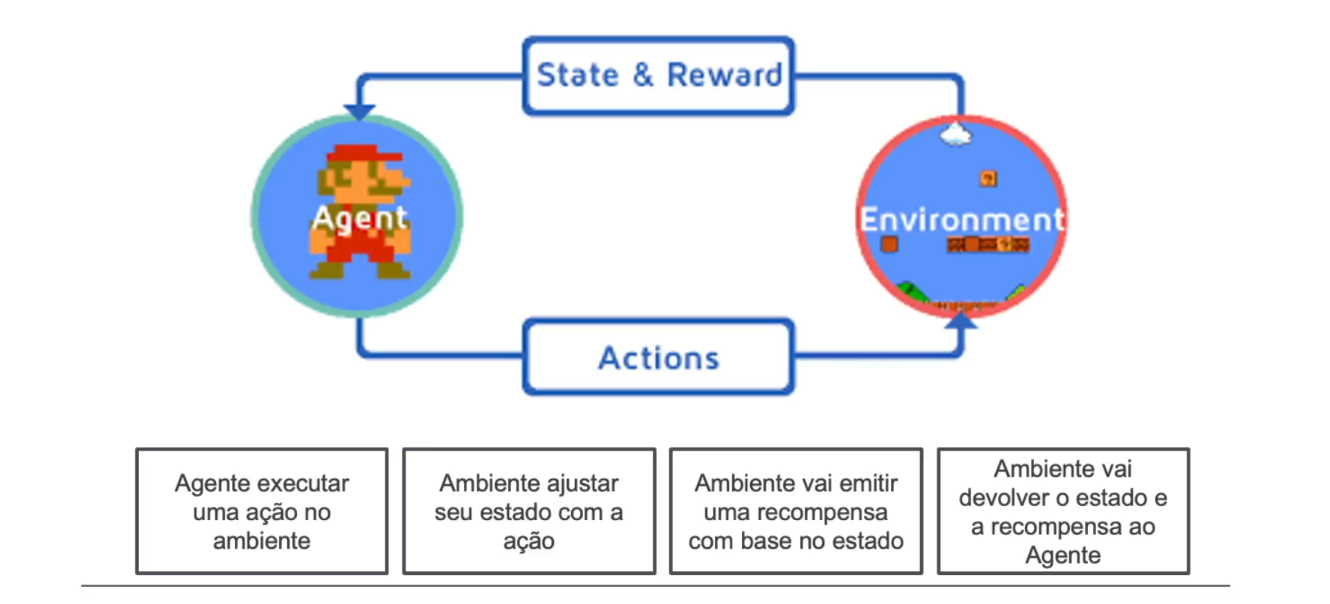 State & Reward
Agent
Environment
?
?
Actions
Agente executar
uma ação no
ambiente
Ambiente ajustar
seu estado com a
ação
Ambiente vai emitir
uma recompensa
com base no estado
Ambiente vai
devolver o estado e
a recompensa ao
Agente